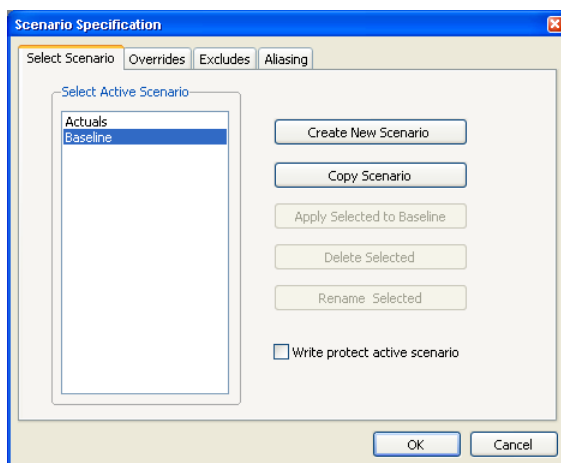 Scenario Specification
Select Scenario Overrides Excludes Aliasing
Select Active Scenario
Actuals
Baseline
Create New Scenario
Copy Scenario
Apply Selected to Baseline
Delete Selected
Rename Selected
Write protect active scenario
OK Cancel